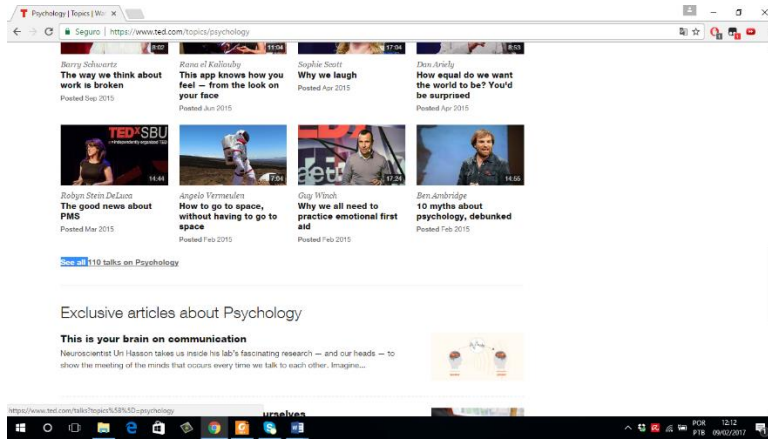 Psychology | Topics | Wat
Seguro | https://www.ted.com/topics/psychology
8:02 11:04 17:04 8:53
Barry Schwartz
The way we think about
work is broken
Posted Sep 2015
Rana el Kaliouby
This app knows how you
feel — from the look on
your face
Posted Jun 2015
Sophie Scott
Why we laugh
Posted Apr 2015
Dan Ariely
How equal do we want
the world to be? You'd
be surprised
Posted Apr 2015
TEDxSBU
14:44 7:04 17:24 14:55
Robyn Stein DeLuca
The good news about
PMS
Posted Mar 2015
Angelo Vermeulen
How to go to space,
without having to go to
space
Posted Feb 2015
Guy Winch
Why we all need to
practice emotional first
aid
Posted Feb 2015
Ben Ambridge
10 myths about
psychology, debunked
Posted Feb 2015
See all 110 talks on Psychology
Exclusive articles about Psychology
This is your brain on communication
Neuroscientist Uri Hasson takes us inside his lab's fascinating research — and our heads — to
show the meeting of the minds that occurs every time we talk to each other. Imagine...
https://www.ted.com/talks?topics%5B%5D=psychology
urselves
POR 12:12
PTB 09/02/2017